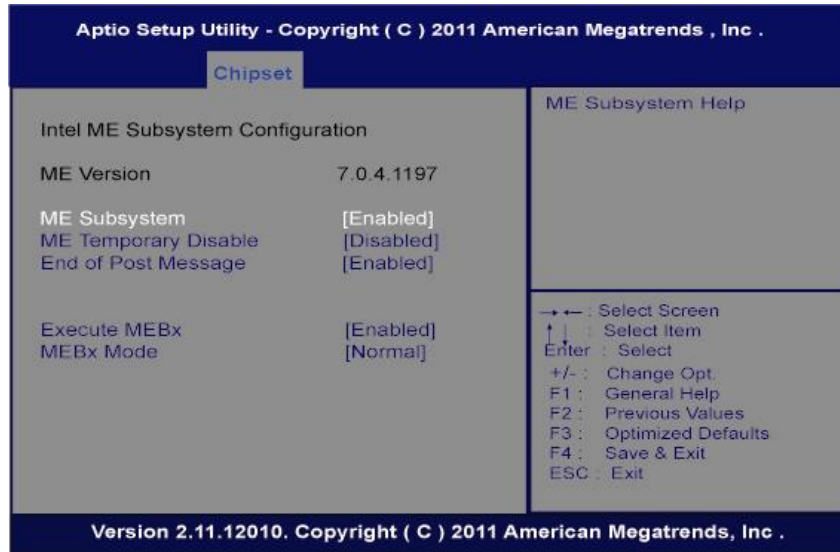 Aptio Setup Utility - Copyright ( C ) 2011 American Megatrends , Inc .
Chipset
Intel ME Subsystem Configuration
ME Version 7.0.4.1197
ME Subsystem [Enabled]
ME Temporary Disable [Disabled]
End of Post Message [Enabled]
Execute MEBx [Enabled]
MEBx Mode [Normal]
ME Subsystem Help
→ ← : Select Screen
↑ ↓ : Select Item
Enter : Select
+/- : Change Opt.
F1 : General Help
F2 : Previous Values
F3 : Optimized Defaults
F4 : Save & Exit
ESC : Exit
Version 2.11.12010. Copyright ( C ) 2011 American Megatrends, Inc .